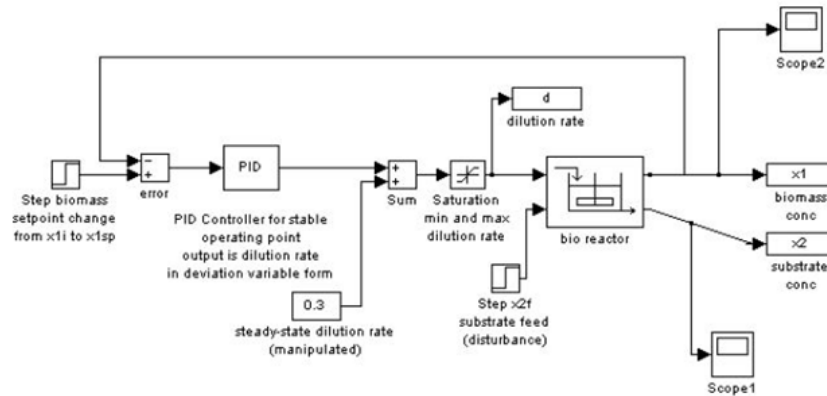 Scope2
d
dilution rate
−
+
error
PID
+
+
Sum
Saturation
min and max
dilution rate
bio reactor
x1
biomass
conc
Step biomass
setpoint change
from x1i to x1sp
PID Controller for stable
operating point
output is dilution rate
in deviation variable form
x2
substrate
conc
0.3
steady-state dilution rate
(manipulated)
Step x2f
substrate feed
(disturbance)
Scope1